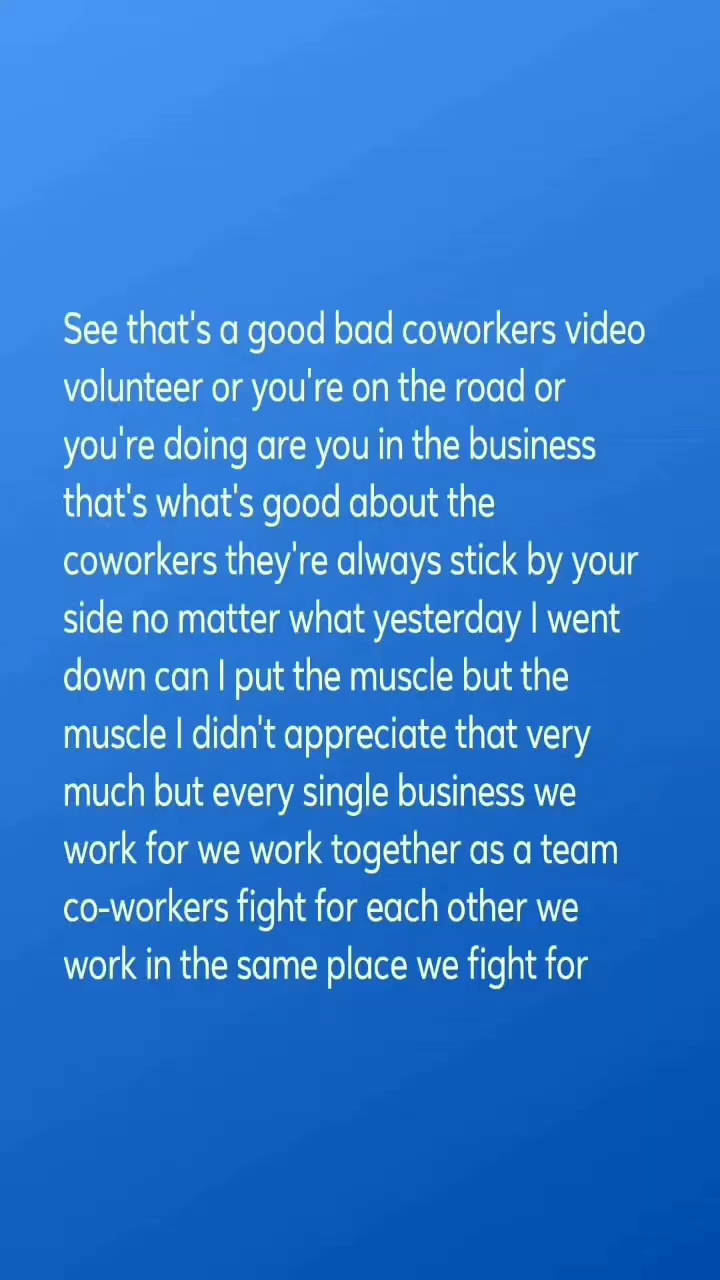 See that's a good bad coworkers video
volunteer or you're on the road or
you're doing are you in the business
that's what's good about the
coworkers they're always stick by your
side no matter what yesterday I went
down can I put the muscle but the
muscle I didn't appreciate that very
much but every single business we
work for we work together as a team
co-workers fight for each other we
work in the same place we fight for